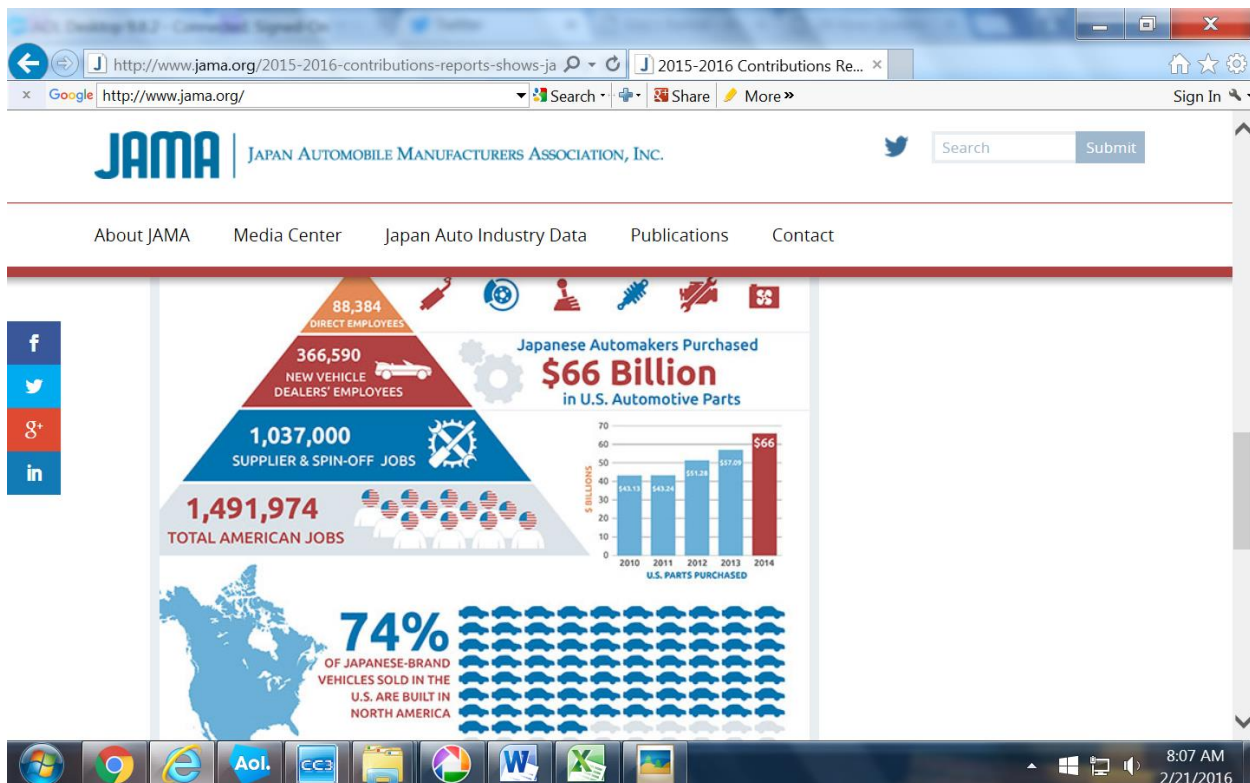 http://www.jama.org/2015-2016-contributions-reports-shows-ja
2015-2016 Contributions Re...
Google http://www.jama.org/ Search Share More »
Sign In
JAMA JAPAN AUTOMOBILE MANUFACTURERS ASSOCIATION, INC.
Search Submit
About JAMA Media Center Japan Auto Industry Data Publications Contact
88,384
DIRECT EMPLOYEES
366,590
NEW VEHICLE
DEALERS' EMPLOYEES
1,037,000
SUPPLIER & SPIN-OFF JOBS
1,491,974
TOTAL AMERICAN JOBS
Japanese Automakers Purchased
$66 Billion
in U.S. Automotive Parts
$ BILLIONS
70
60
50
40
30
20
10
0
$43.13 $43.24 $51.28 $57.09 $66
2010 2011 2012 2013 2014
U.S. PARTS PURCHASED
74%
OF JAPANESE-BRAND
VEHICLES SOLD IN THE
U.S. ARE BUILT IN
NORTH AMERICA
f
g+
in
Aol.
CC3
8:07 AM
2/21/2016